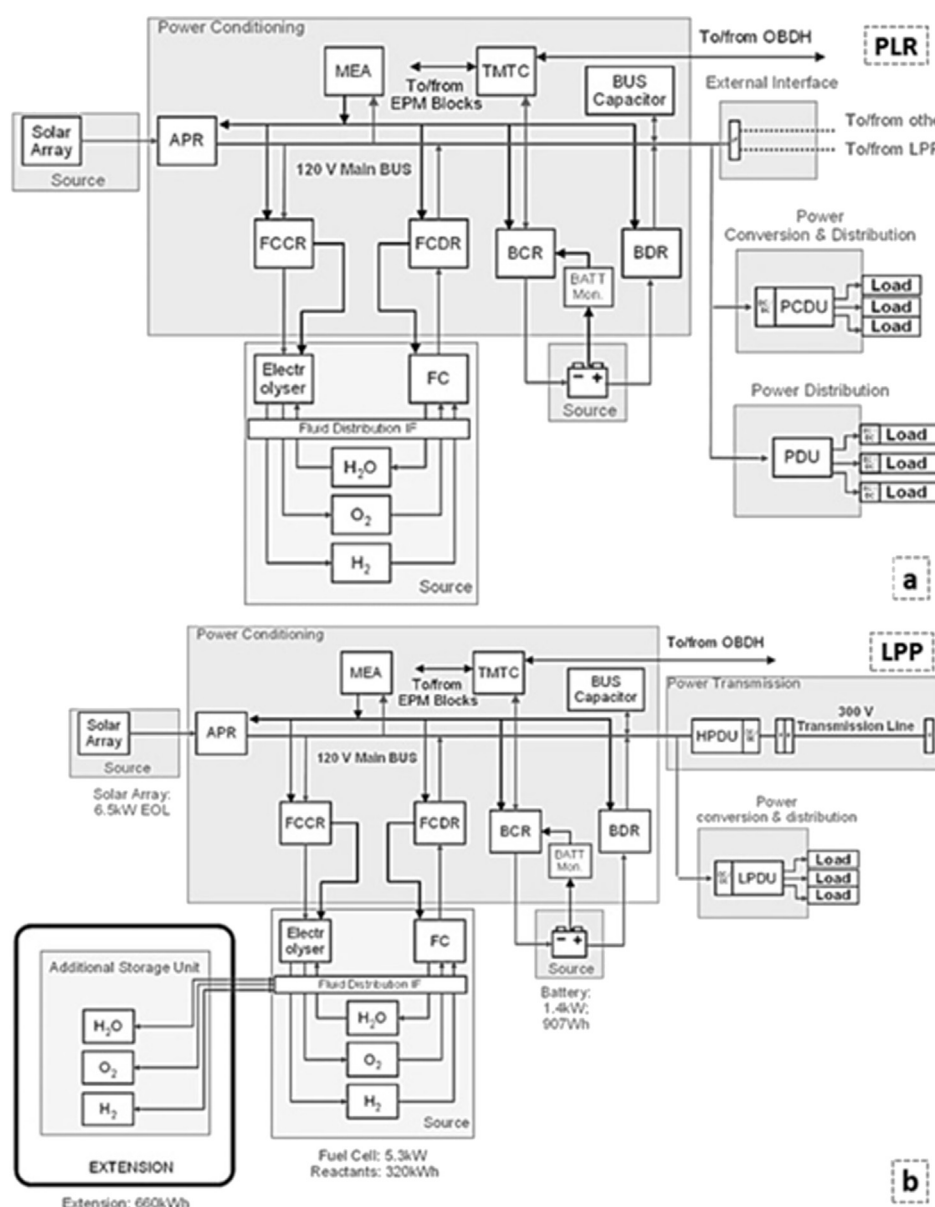 Power Conditioning
To/from OBDH
PLR
MEA
TMTC
To/from
EPM Blocks
BUS
Capacitor
External Interface
To/from othe
To/from LPP
Solar
Array
Source
APR
120 V Main BUS
FCCR
FCDR
BCR
BATT
Mon.
BDR
Power
Conversion & Distribution
PCDU
Load
Load
Load
Electr
olyser
FC
Source
Fluid Distribution IF
H₂O
O₂
H₂
Source
Power Distribution
PDU
Load
Load
Load
a
Power Conditioning
To/from OBDH
LPP
MEA
TMTC
To/from
EPM Blocks
BUS
Capacitor
Power Transmission
300 V
Transmission Line
HPDU
Solar
Array
Source
Solar Array:
6.5kW EOL
APR
120 V Main BUS
FCCR
FCDR
BCR
BATT
Mon.
BDR
Power
conversion & distribution
LPDU
Load
Load
Load
Electr
olyser
FC
Source
Battery:
1.4kW;
907Wh
Fluid Distribution IF
H₂O
O₂
H₂
Source
Fuel Cell: 5.3kW
Reactants: 320kWh
Additional Storage Unit
H₂O
O₂
H₂
EXTENSION
Extension: 660kWh
b